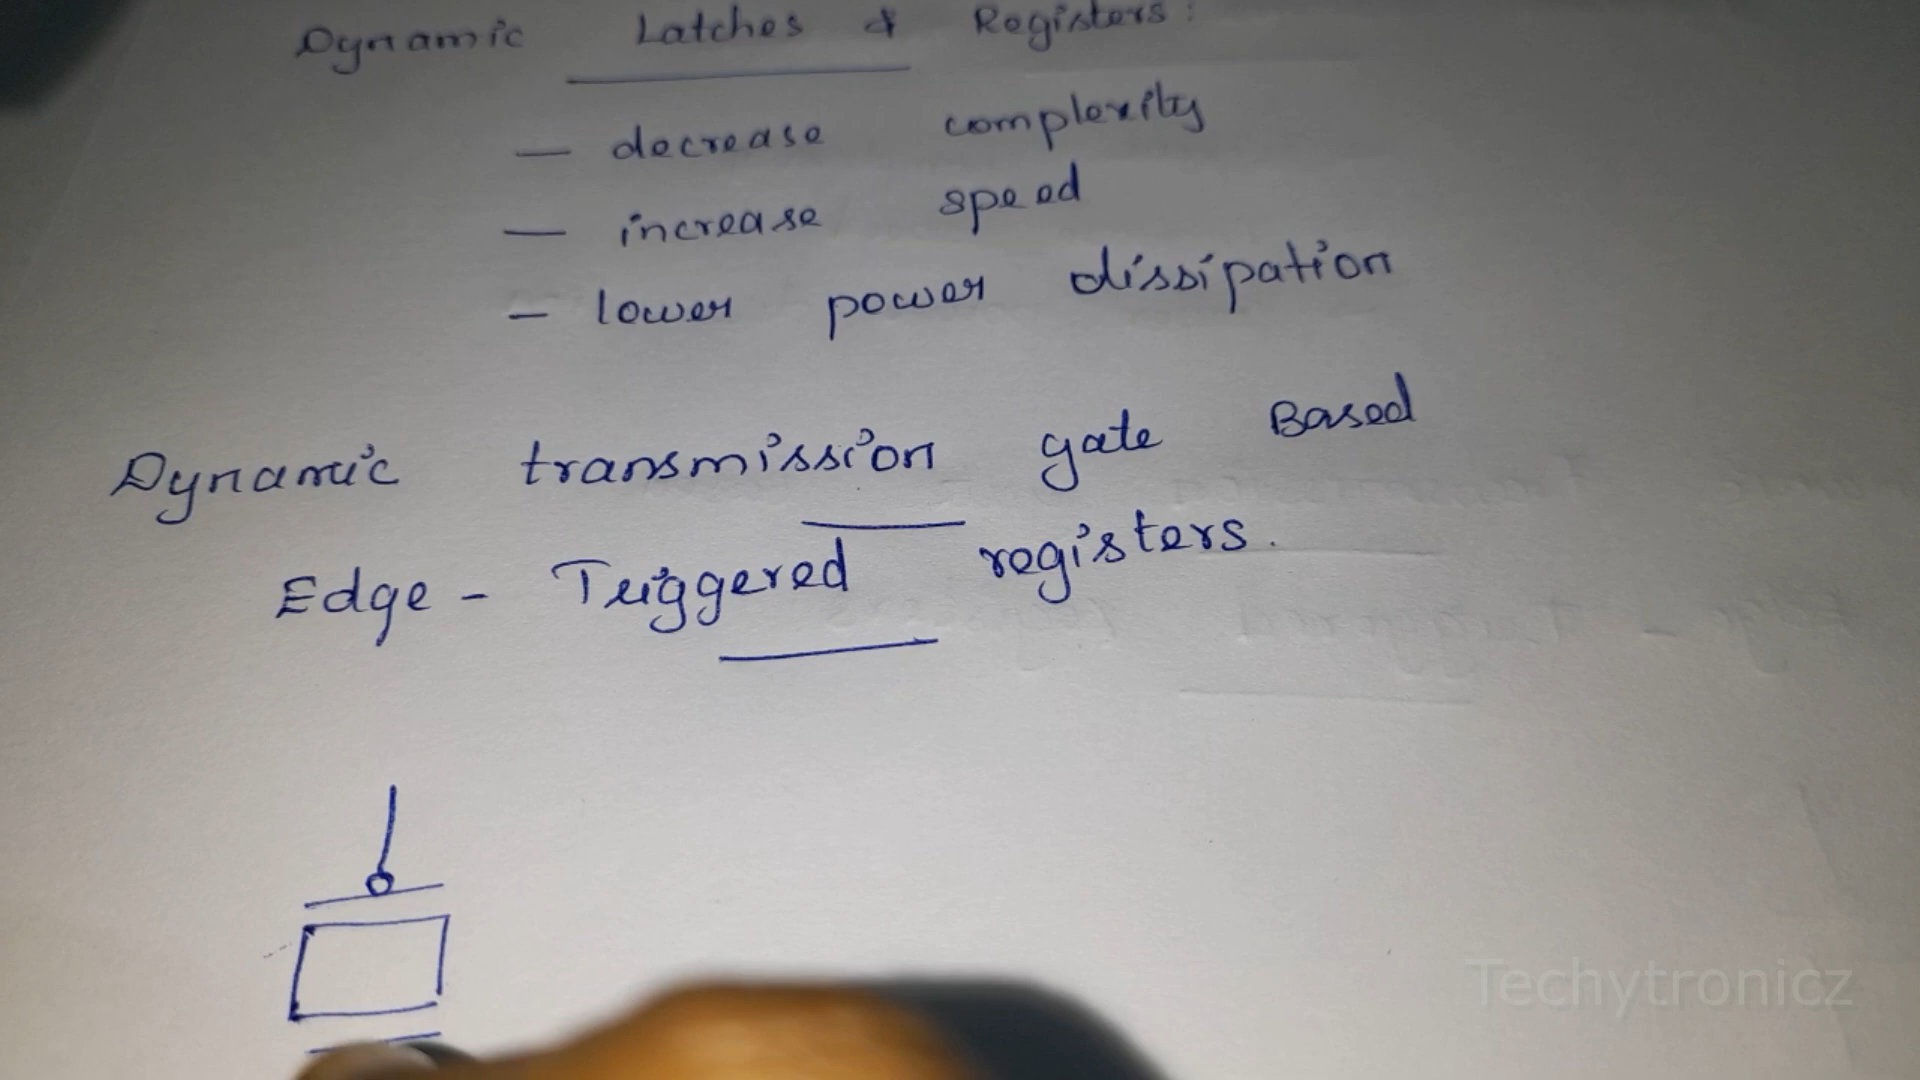 Dynamic Latches & Registers:
— decrease complexity
— increase speed
— lower power dissipation
Dynamic transmission gate Based
Edge - Triggered registers.
Techytronicz